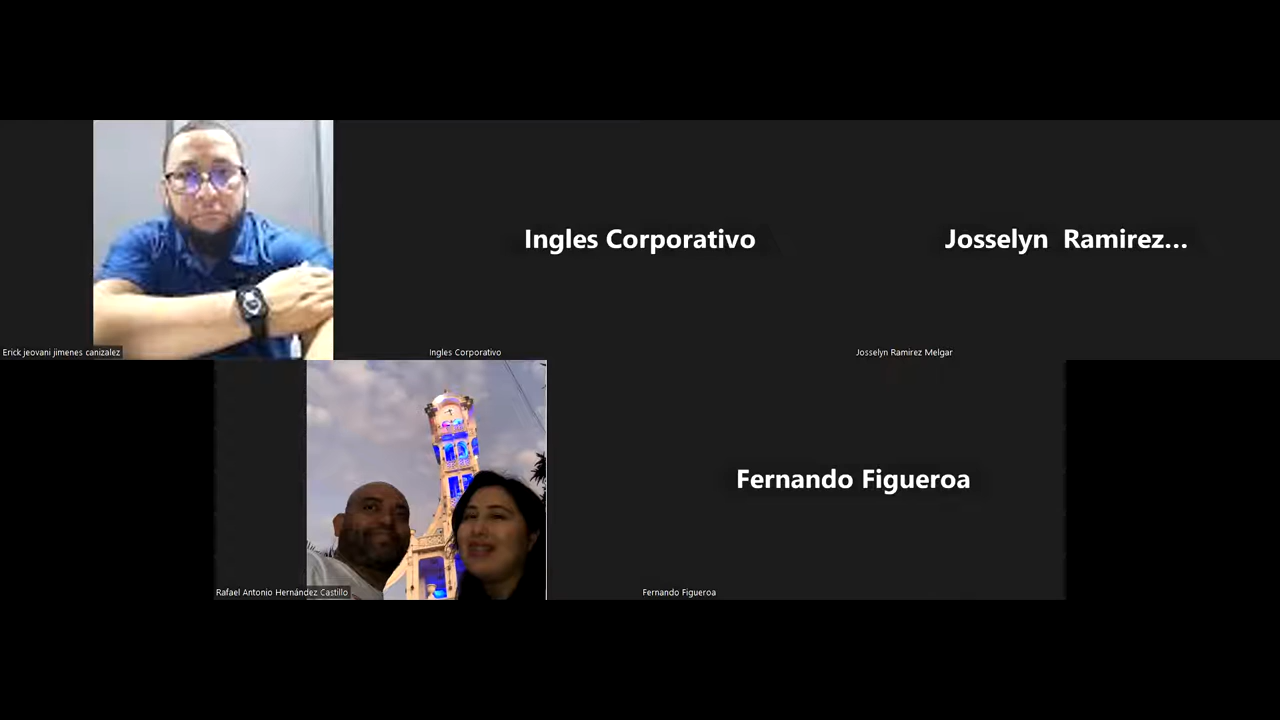 Ingles Corporativo
Josselyn  Ramirez...
Erick jeovani jimenes canizalez
Ingles Corporativo
Josselyn Ramirez Melgar
Fernando Figueroa
Rafael Antonio Hernández Castillo
Fernando Figueroa